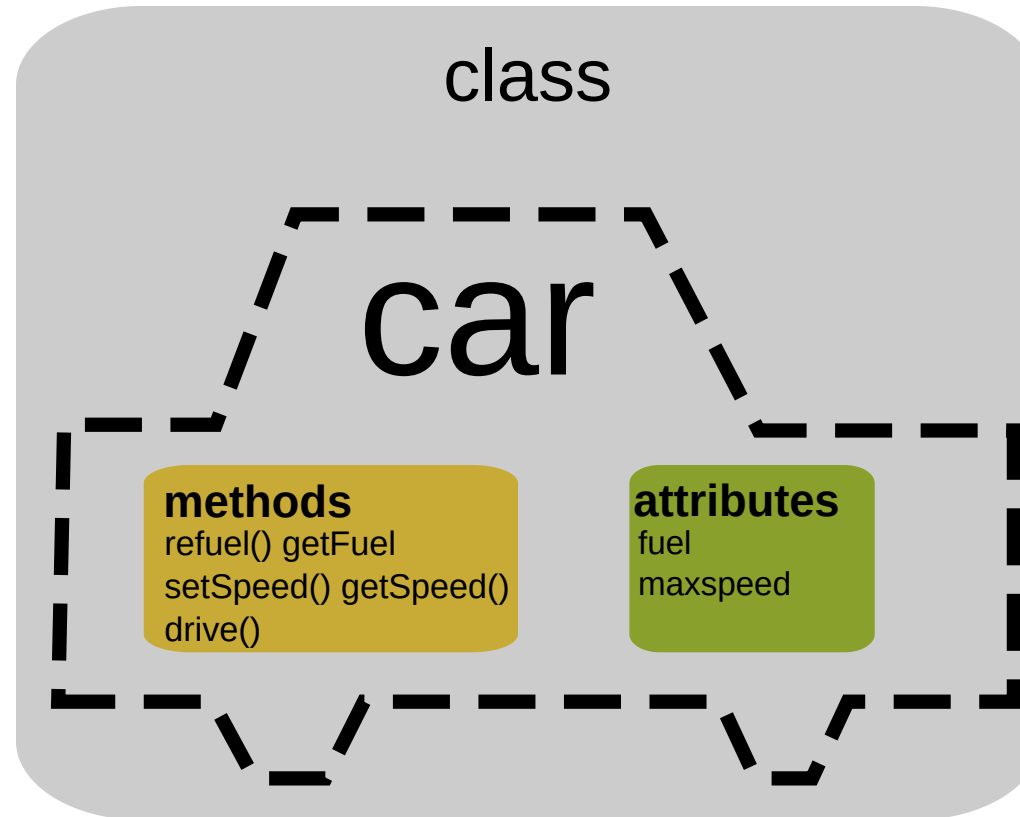 class
car
methods
refuel() getFuel
setSpeed() getSpeed()
drive()
attributes
fuel
maxspeed